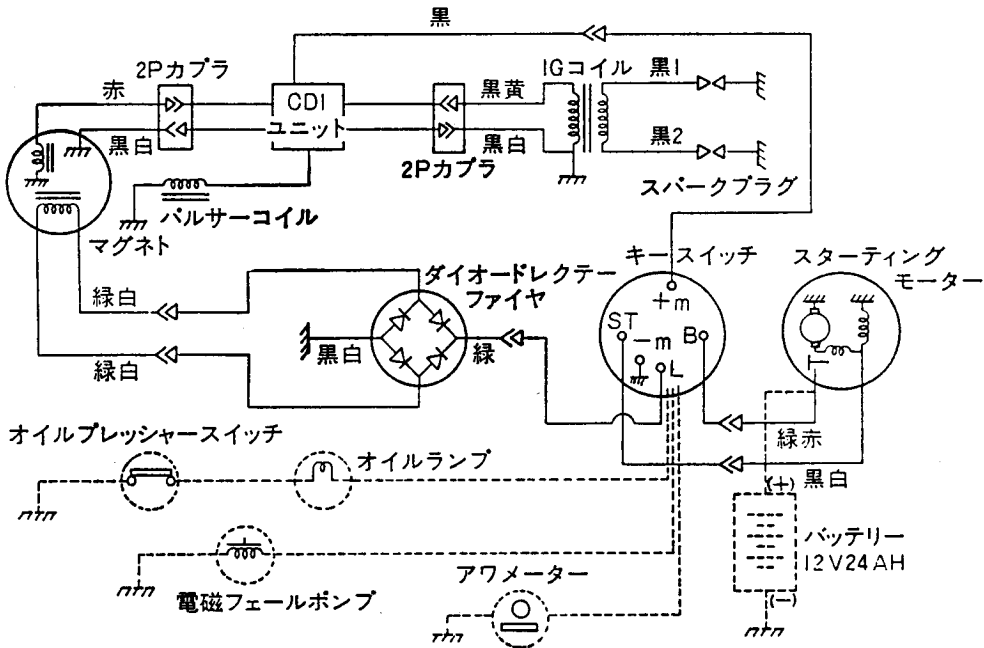 黒
2Pカプラ
IGコイル
黒1
赤
CDI
ユニット
黒黄
黒白
黒白
黒2
2Pカプラ
スパークプラグ
パルサーコイル
マグネト
キースイッチ
スターティング
モーター
ダイオードレクテー
ファイヤ
+m
ST
-m
B
L
緑白
黒白
緑
緑白
緑赤
黒白
オイルプレッシャースイッチ
オイルランプ
(+)
バッテリー
12V24AH
(-)
アワメーター
電磁フェールポンプ